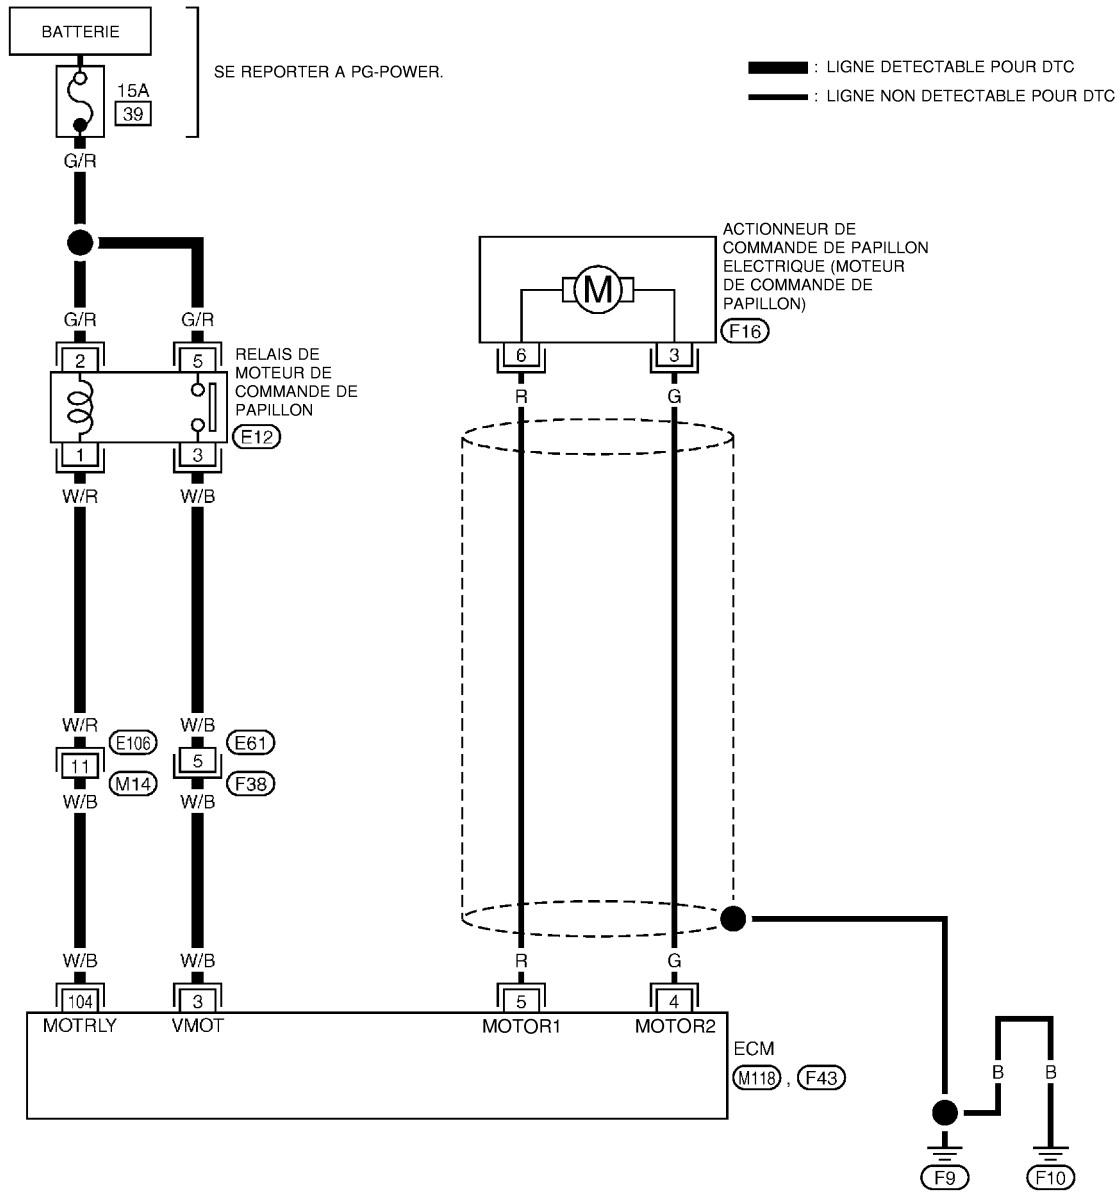 BATTERIE
SE REPORTER A PG-POWER.
15A
39
: LIGNE DETECTABLE POUR DTC
: LIGNE NON DETECTABLE POUR DTC
G/R
G/R
G/R
2
5
RELAIS DE
MOTEUR DE
COMMANDE DE
PAPILLON
E12
1
3
W/R
W/B
ACTIONNEUR DE
COMMANDE DE PAPILLON
ELECTRIQUE (MOTEUR
DE COMMANDE DE
PAPILLON)
F16
M
6
3
R
G
W/R
W/B
E106
E61
11
5
M14
F38
W/B
W/B
W/B
W/B
R
G
104
3
5
4
MOTRLY
VMOT
MOTOR1
MOTOR2
ECM
M118 , F43
B
B
F9
F10